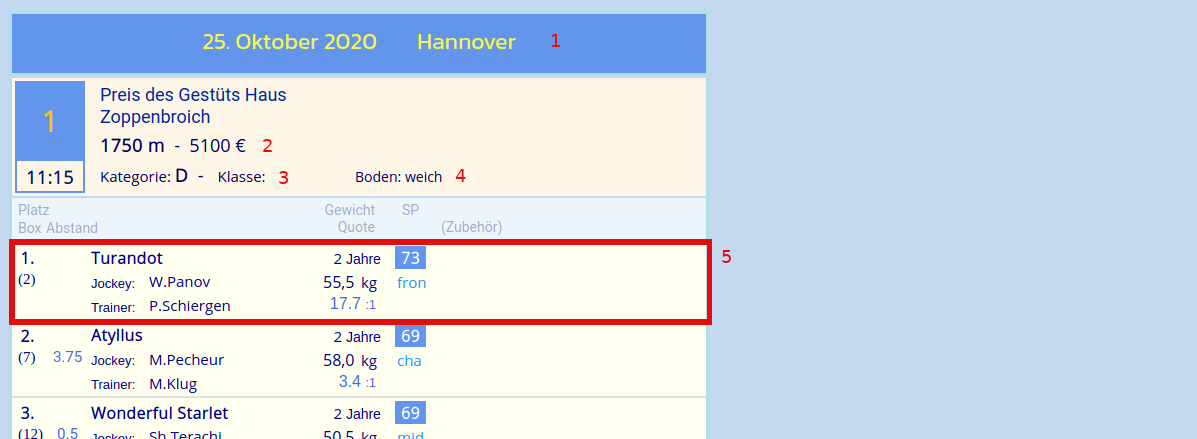 25. Oktober 2020 Hannover 1
1 Preis des Gestüts Haus
Zoppenbroich
1750 m - 5100 € 2
11:15 Kategorie: D - Klasse: 3 Boden: weich 4
Platz Gewicht SP
Box Abstand Quote (Zubehör)
1. Turandot 2 Jahre 73 5
(2) Jockey: W.Panov 55,5 kg fron
Trainer: P.Schiergen 17.7 :1
2. Atyllus 2 Jahre 69
(7) 3.75 Jockey: M.Pecheur 58,0 kg cha
Trainer: M.Klug 3.4 :1
3. Wonderful Starlet 2 Jahre 69
(12) 0.5 Jockey: Sh.Terachi 50,5 kg mid